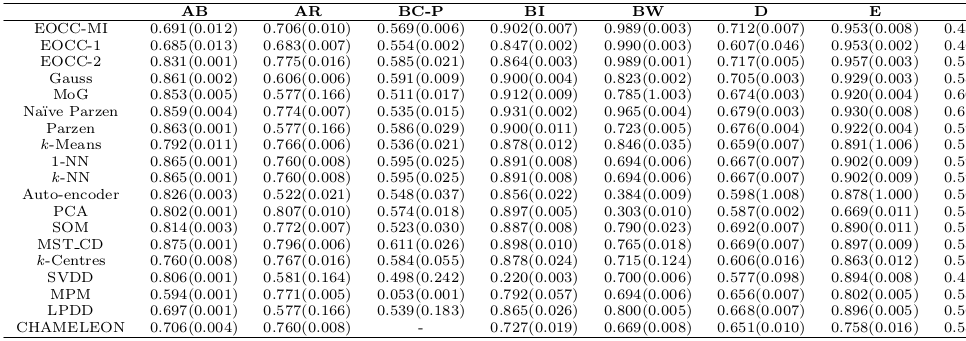 AB AR BC-P BI BW D E
EOCC-MI 0.691(0.012) 0.706(0.010) 0.569(0.006) 0.902(0.007) 0.989(0.003) 0.712(0.007) 0.953(0.008) 0.4
EOCC-1 0.685(0.013) 0.683(0.007) 0.554(0.002) 0.847(0.002) 0.990(0.003) 0.607(0.046) 0.953(0.002) 0.4
EOCC-2 0.831(0.001) 0.775(0.016) 0.585(0.021) 0.864(0.003) 0.989(0.001) 0.717(0.005) 0.957(0.003) 0.5
Gauss 0.861(0.002) 0.606(0.006) 0.591(0.009) 0.900(0.004) 0.823(0.002) 0.705(0.003) 0.929(0.003) 0.5
MoG 0.853(0.005) 0.577(0.166) 0.511(0.017) 0.912(0.009) 0.785(1.003) 0.674(0.003) 0.920(0.004) 0.6
Naïve Parzen 0.859(0.004) 0.774(0.007) 0.535(0.015) 0.931(0.002) 0.965(0.004) 0.679(0.003) 0.930(0.008) 0.6
Parzen 0.863(0.001) 0.577(0.166) 0.586(0.029) 0.900(0.011) 0.723(0.005) 0.676(0.004) 0.922(0.004) 0.5
k-Means 0.792(0.011) 0.766(0.006) 0.536(0.021) 0.878(0.012) 0.846(0.035) 0.659(0.007) 0.891(1.006) 0.5
1-NN 0.865(0.001) 0.760(0.008) 0.595(0.025) 0.891(0.008) 0.694(0.006) 0.667(0.007) 0.902(0.009) 0.5
k-NN 0.865(0.001) 0.760(0.008) 0.595(0.025) 0.891(0.008) 0.694(0.006) 0.667(0.007) 0.902(0.009) 0.5
Auto-encoder 0.826(0.003) 0.522(0.021) 0.548(0.037) 0.856(0.022) 0.384(0.009) 0.598(1.008) 0.878(1.000) 0.5
PCA 0.802(0.001) 0.807(0.010) 0.574(0.018) 0.897(0.005) 0.303(0.010) 0.587(0.002) 0.669(0.011) 0.5
SOM 0.814(0.003) 0.772(0.007) 0.523(0.030) 0.887(0.008) 0.790(0.023) 0.692(0.007) 0.890(0.011) 0.5
MST_CD 0.875(0.001) 0.796(0.006) 0.611(0.026) 0.898(0.010) 0.765(0.018) 0.669(0.007) 0.897(0.009) 0.5
k-Centres 0.760(0.008) 0.767(0.016) 0.584(0.055) 0.878(0.024) 0.715(0.124) 0.606(0.016) 0.863(0.012) 0.5
SVDD 0.806(0.001) 0.581(0.164) 0.498(0.242) 0.220(0.003) 0.700(0.006) 0.577(0.098) 0.894(0.008) 0.4
MPM 0.594(0.001) 0.771(0.005) 0.053(0.001) 0.792(0.057) 0.694(0.006) 0.656(0.007) 0.802(0.005) 0.5
LPDD 0.697(0.001) 0.577(0.166) 0.539(0.183) 0.865(0.026) 0.800(0.005) 0.668(0.007) 0.896(0.005) 0.5
CHAMELEON 0.706(0.004) 0.760(0.008) - 0.727(0.019) 0.669(0.008) 0.651(0.010) 0.758(0.016) 0.5